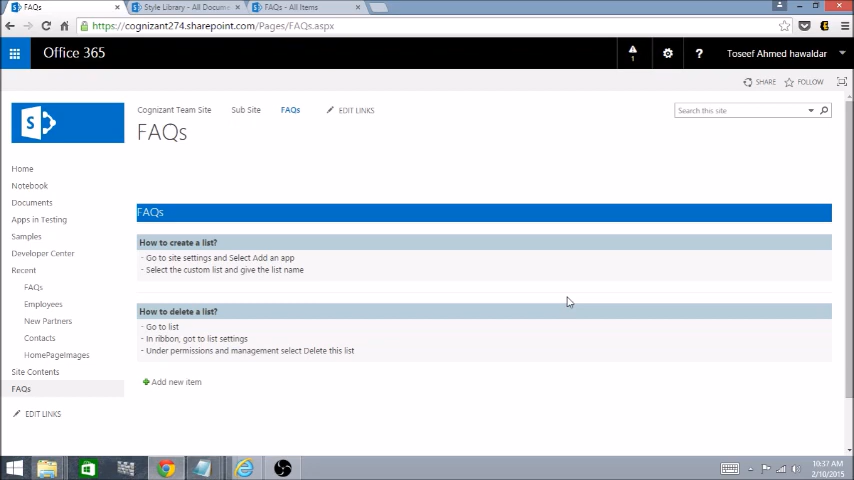 FAQs
Style Library - All Docume
FAQs - All Items
https://cognizant274.sharepoint.com/Pages/FAQs.aspx
Office 365
1
?
Toseef Ahmed hawaldar
SHARE
FOLLOW
S
Cognizant Team Site
Sub Site
FAQs
EDIT LINKS
Search this site
FAQs
Home
Notebook
Documents
Apps in Testing
Samples
Developer Center
Recent
FAQs
Employees
New Partners
Contacts
HomePageImages
Site Contents
FAQs
EDIT LINKS
FAQs
How to create a list?
- Go to site settings and Select Add an app
- Select the custom list and give the list name
How to delete a list?
- Go to list
- In ribbon, got to list settings
- Under permissions and management select Delete this list
Add new item
10:37 AM
2/10/2015